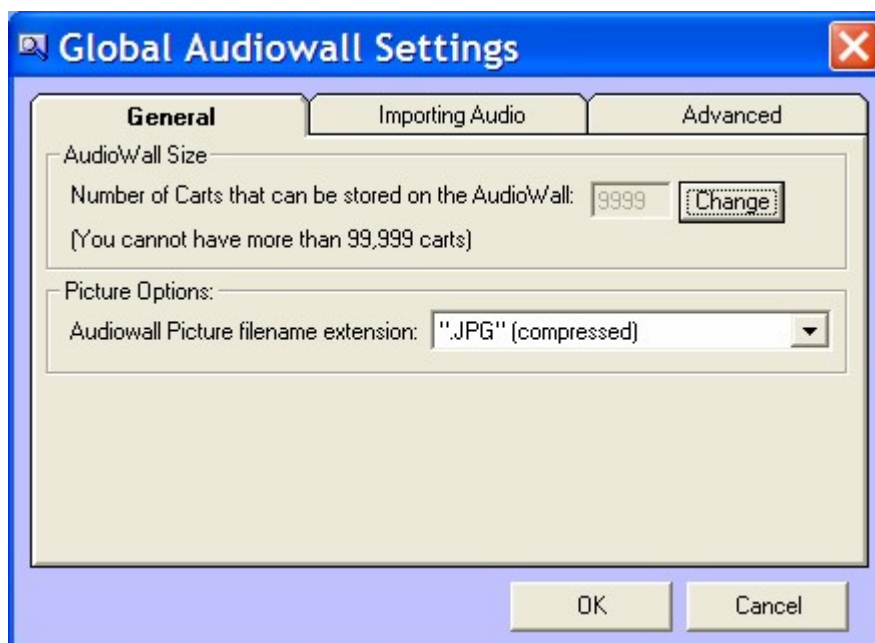 Global Audiowall Settings
General
Importing Audio
Advanced
AudioWall Size
Number of Carts that can be stored on the AudioWall: 9999 Change
(You cannot have more than 99,999 carts)
Picture Options:
Audiowall Picture filename extension: ".JPG" (compressed)
OK
Cancel